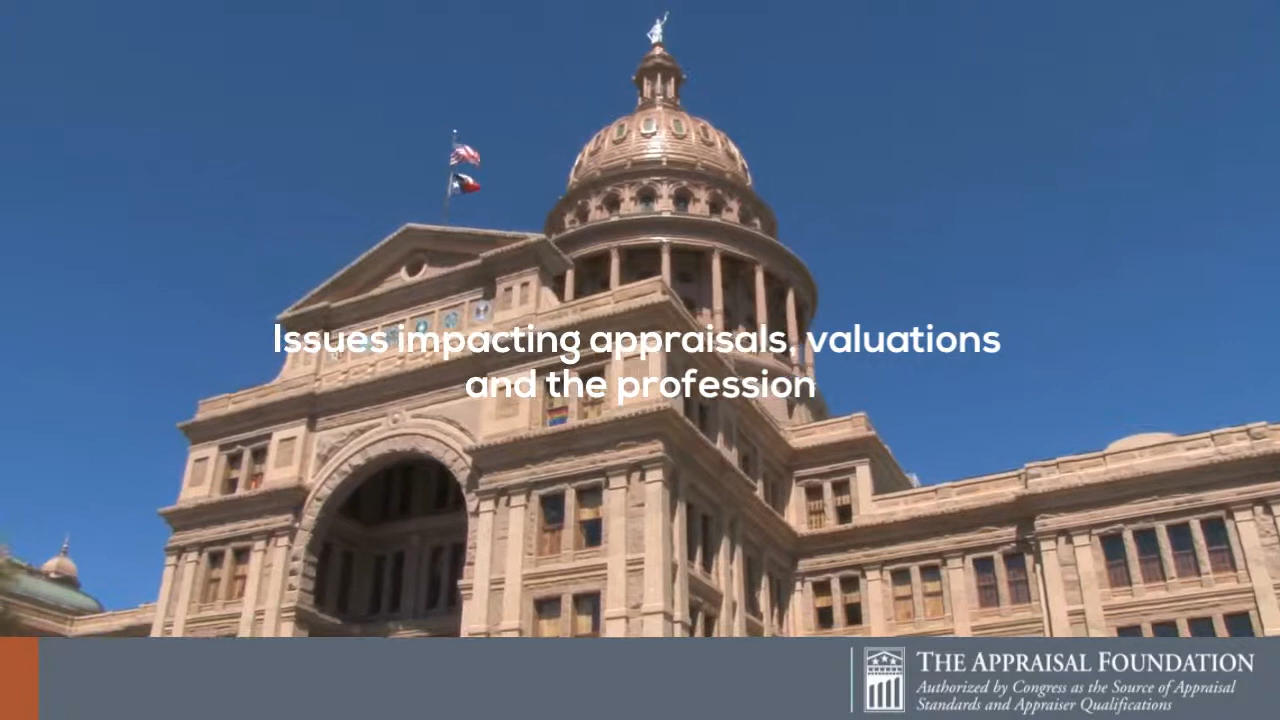 Issues impacting appraisals, valuations
and the profession
THE APPRAISAL FOUNDATION
Authorized by Congress as the Source of Appraisal
Standards and Appraiser Qualifications